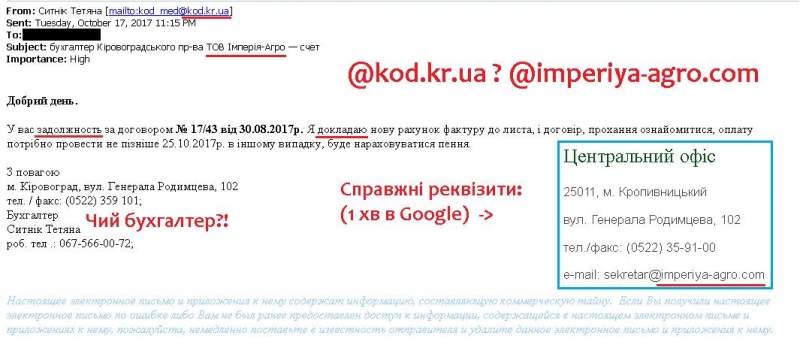 From: Ситнік Тетяна [mailto:kod_med@kod.kr.ua]
Sent: Tuesday, October 17, 2017 11:15 PM
To:
Subject: бухгалтер Кіровоградського пр-ва ТОВ Імперія-Агро — счет
Importance: High
@kod.kr.ua ? @imperiya-agro.com
Добрий день.
У вас задолжность за договором № 17/43 від 30.08.2017р. Я докладаю нову рахунок фактуру до листа, і договір, прохання ознайомитися, оплату
потрібно провести не пізніше 25.10.2017р. в іншому випадку, буде нараховуватися пення.
З повагою
м. Кіровоград, вул. Генерала Родимцева, 102
тел. / факс: (0522) 359 101;
Бухгалтер
Ситнік Тетяна
роб. тел .: 067-566-00-72;
Чий бухгалтер?!
Справжні реквізити:
(1 хв в Google) ->
Центральний офіс
25011, м. Кропивницький
вул. Генерала Родимцева, 102
тел./факс: (0522) 35-91-00
e-mail: sekretar@imperiya-agro.com
Настоящее электронное письмо и приложения к нему содержат информацию, составляющую коммерческую тайну. Если Вы получили настоящее
электронное письмо по ошибке либо Вам не был ранее предоставлен доступ к информации, содержащейся в настоящем электронном письме и
приложениях к нему, пожалуйста, немедленно поставьте в известность отправителя и удалите данное электронное письмо и приложения к нему.